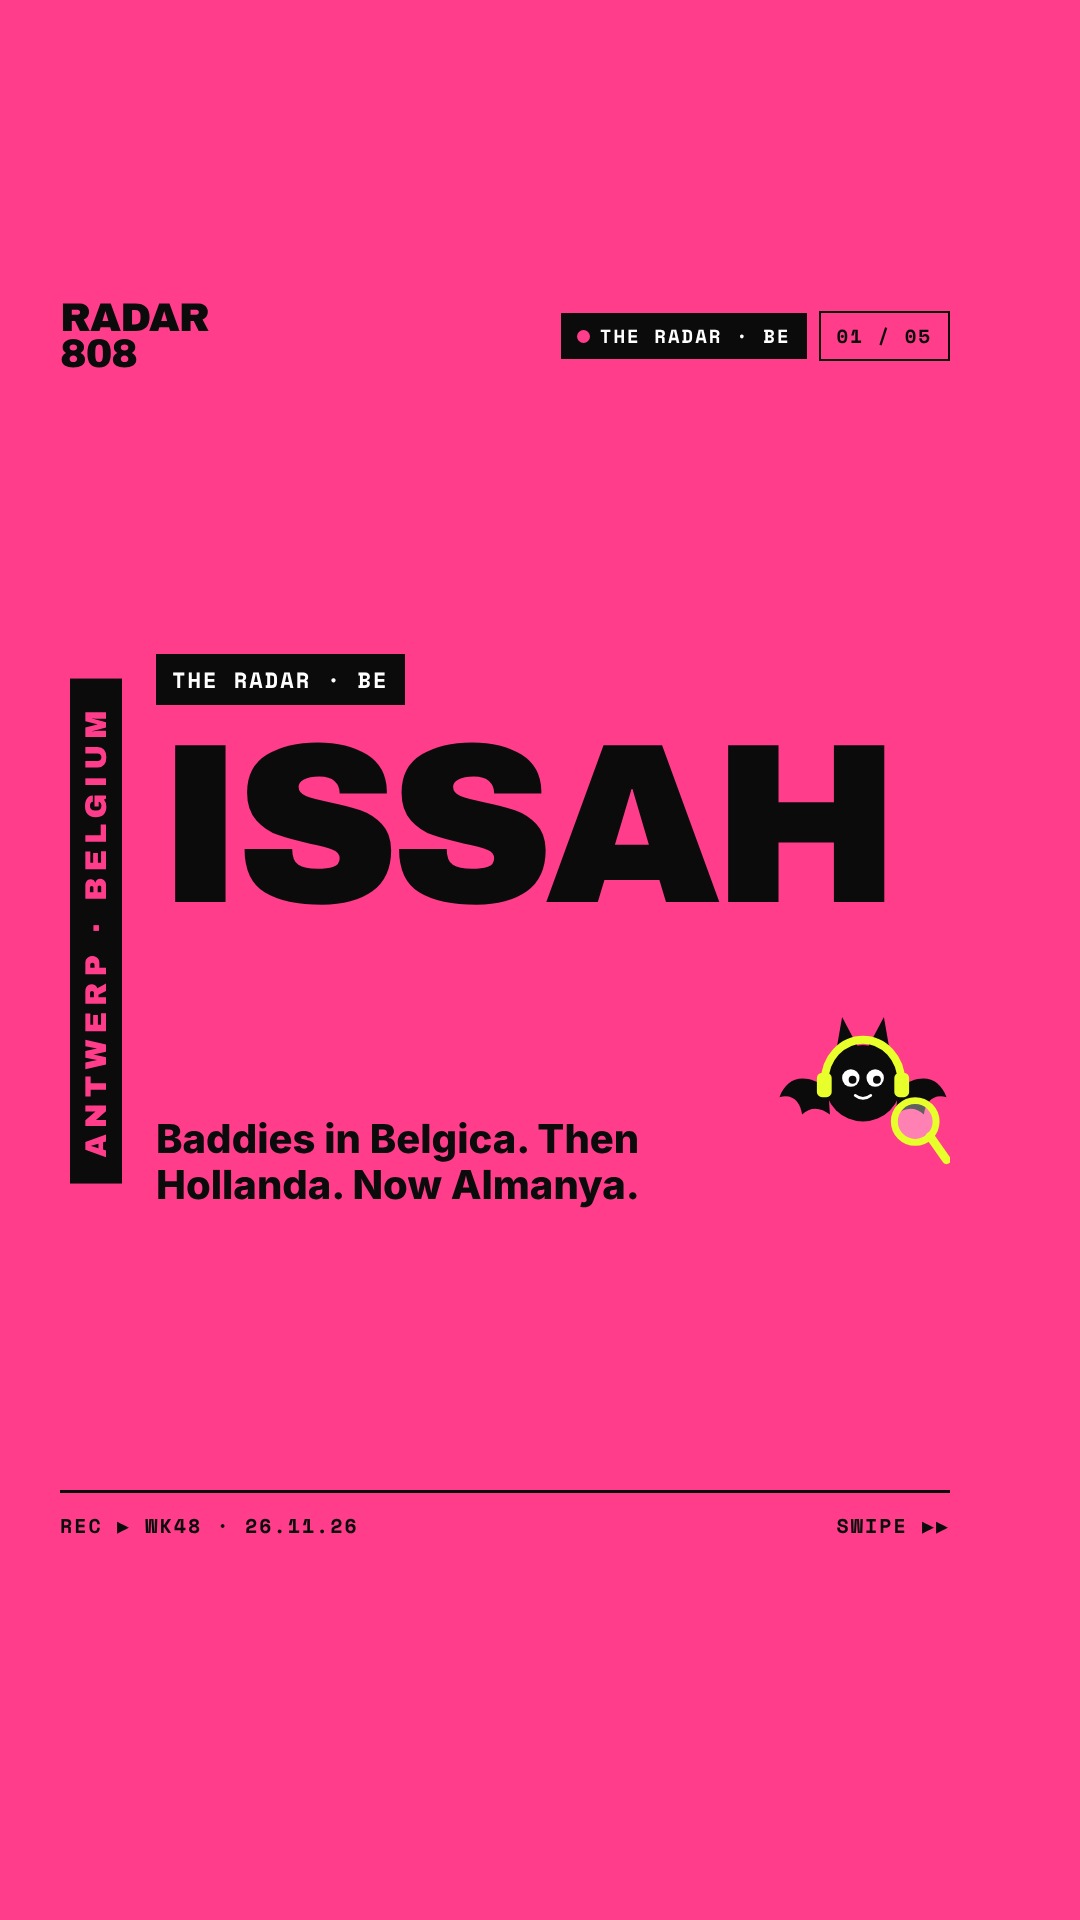 RADAR
808
THE RADAR · BE
01 / 05
THE RADAR · BE
ISSAH
ANTWERP · BELGIUM
Baddies in Belgica. Then
Hollanda. Now Almanya.
REC ▶ WK48 · 26.11.26
SWIPE ▶▶